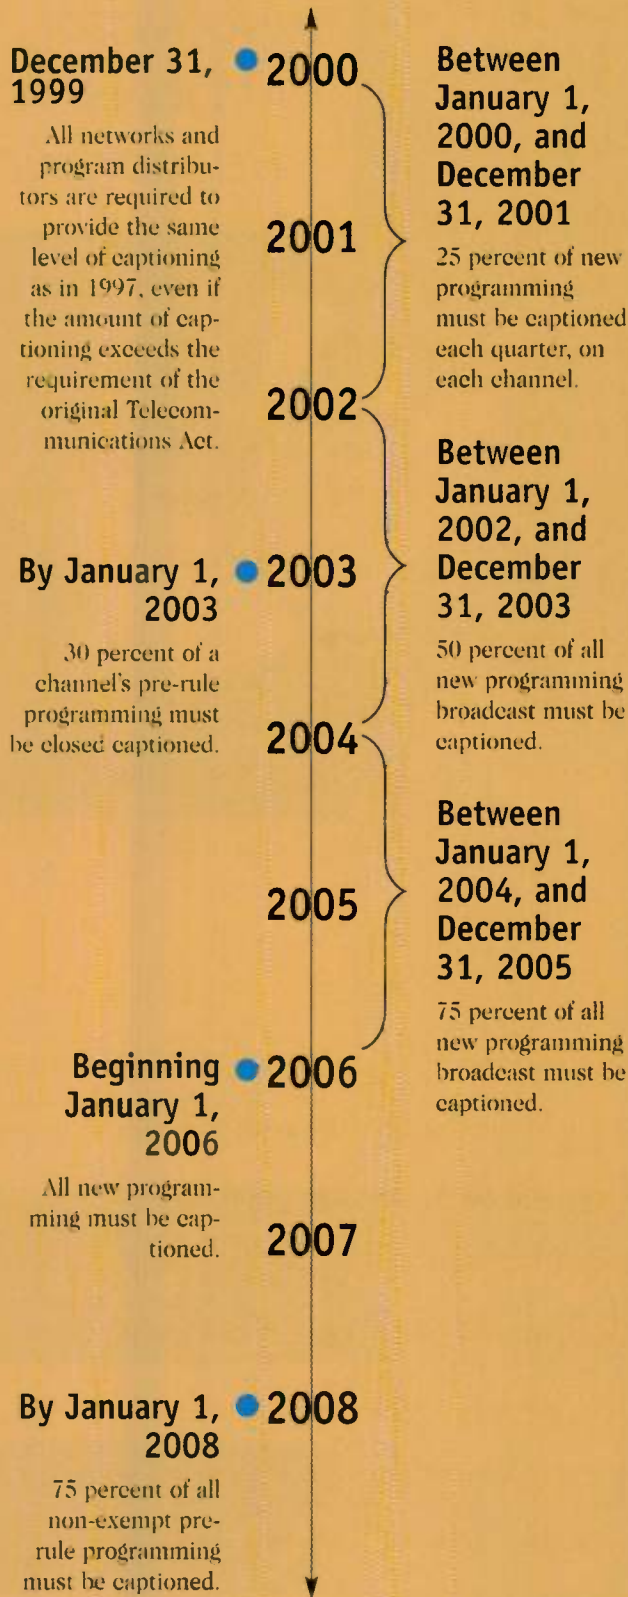 December 31,
1999
All networks and
program distribu-
tors are required to
provide the same
level of captioning
as in 1997, even if
the amount of cap-
tioning exceeds the
requirement of the
original Telecom-
munications Act.
By January 1,
2003
30 percent of a
channel's pre-rule
programming must
be closed captioned.
Beginning
January 1,
2006
All new program-
ming must be cap-
tioned.
By January 1,
2008
75 percent of all
non-exempt pre-
rule programming
must be captioned.
2000
2001
2002
2003
2004
2005
2006
2007
2008
Between
January 1,
2000, and
December
31, 2001
25 percent of new
programming
must be captioned
each quarter, on
each channel.
Between
January 1,
2002, and
December
31, 2003
50 percent of all
new programming
broadcast must be
captioned.
Between
January 1,
2004, and
December
31, 2005
75 percent of all
new programming
broadcast must be
captioned.